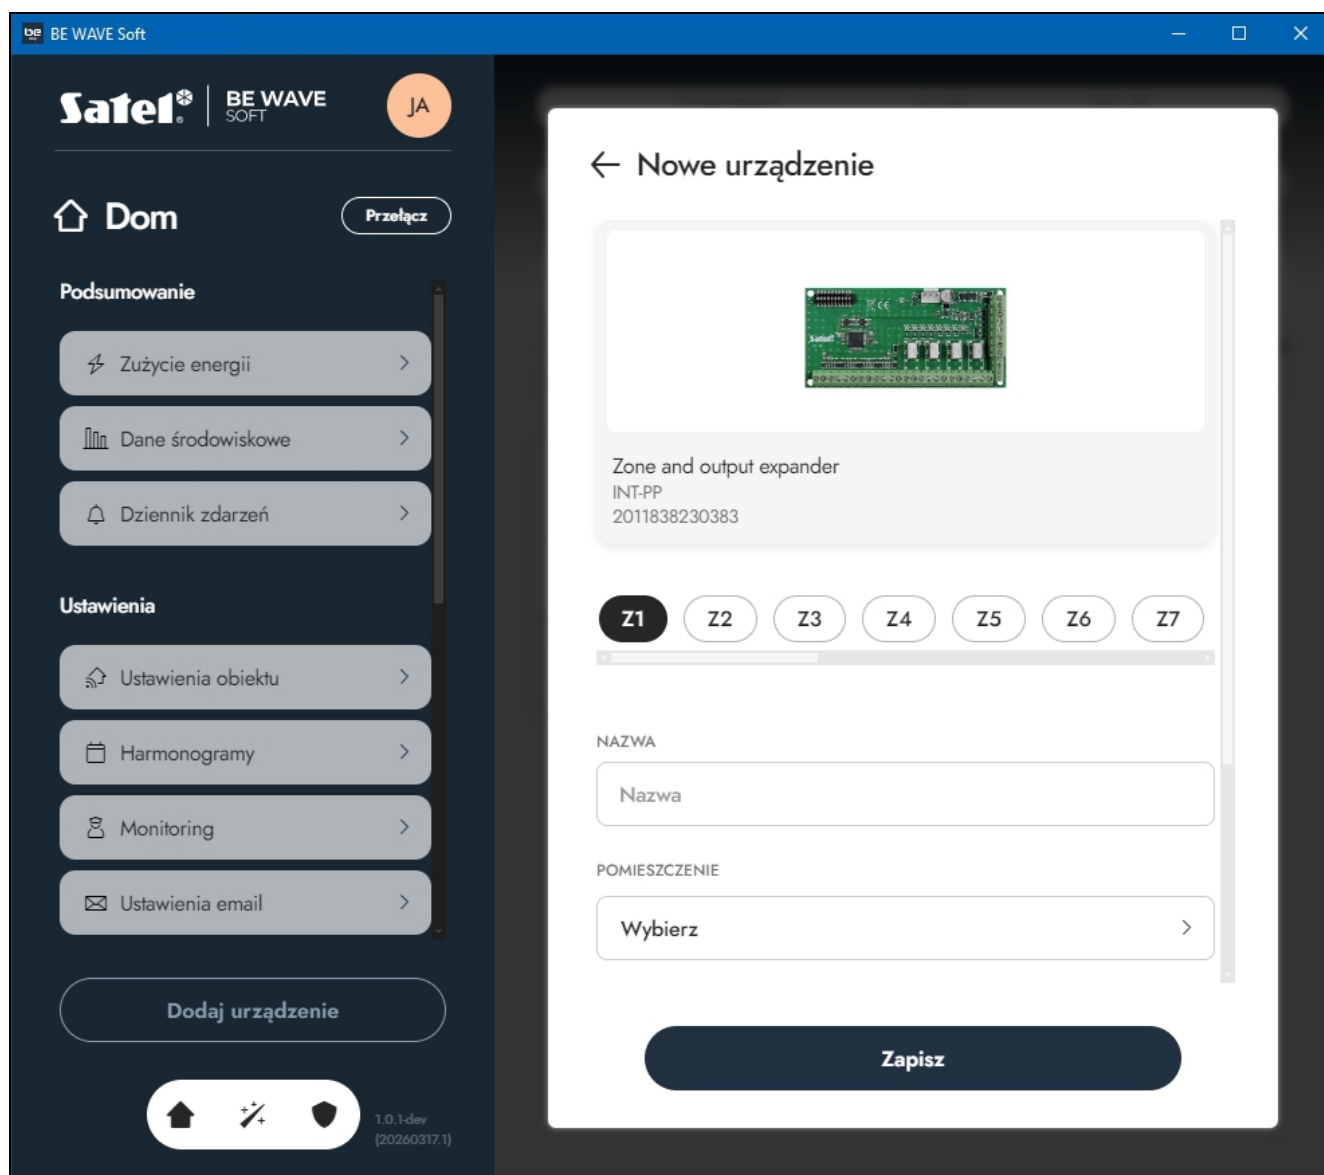 BE WAVE Soft
Satel®
BE WAVE
SOFT
JA
Dom
Przełącz
Podsumowanie
Zużycie energii
Dane środowiskowe
Dziennik zdarzeń
Ustawienia
Ustawienia obiektu
Harmonogramy
Monitoring
Ustawienia email
Dodaj urządzenie
1.0.1-dev
(20260317.1)
Nowe urządzenie
Satel
Zone and output expander
INT-PP
2011838230383
Z1 Z2 Z3 Z4 Z5 Z6 Z7
NAZWA
Nazwa
POMIESZCZENIE
Wybierz
Zapisz